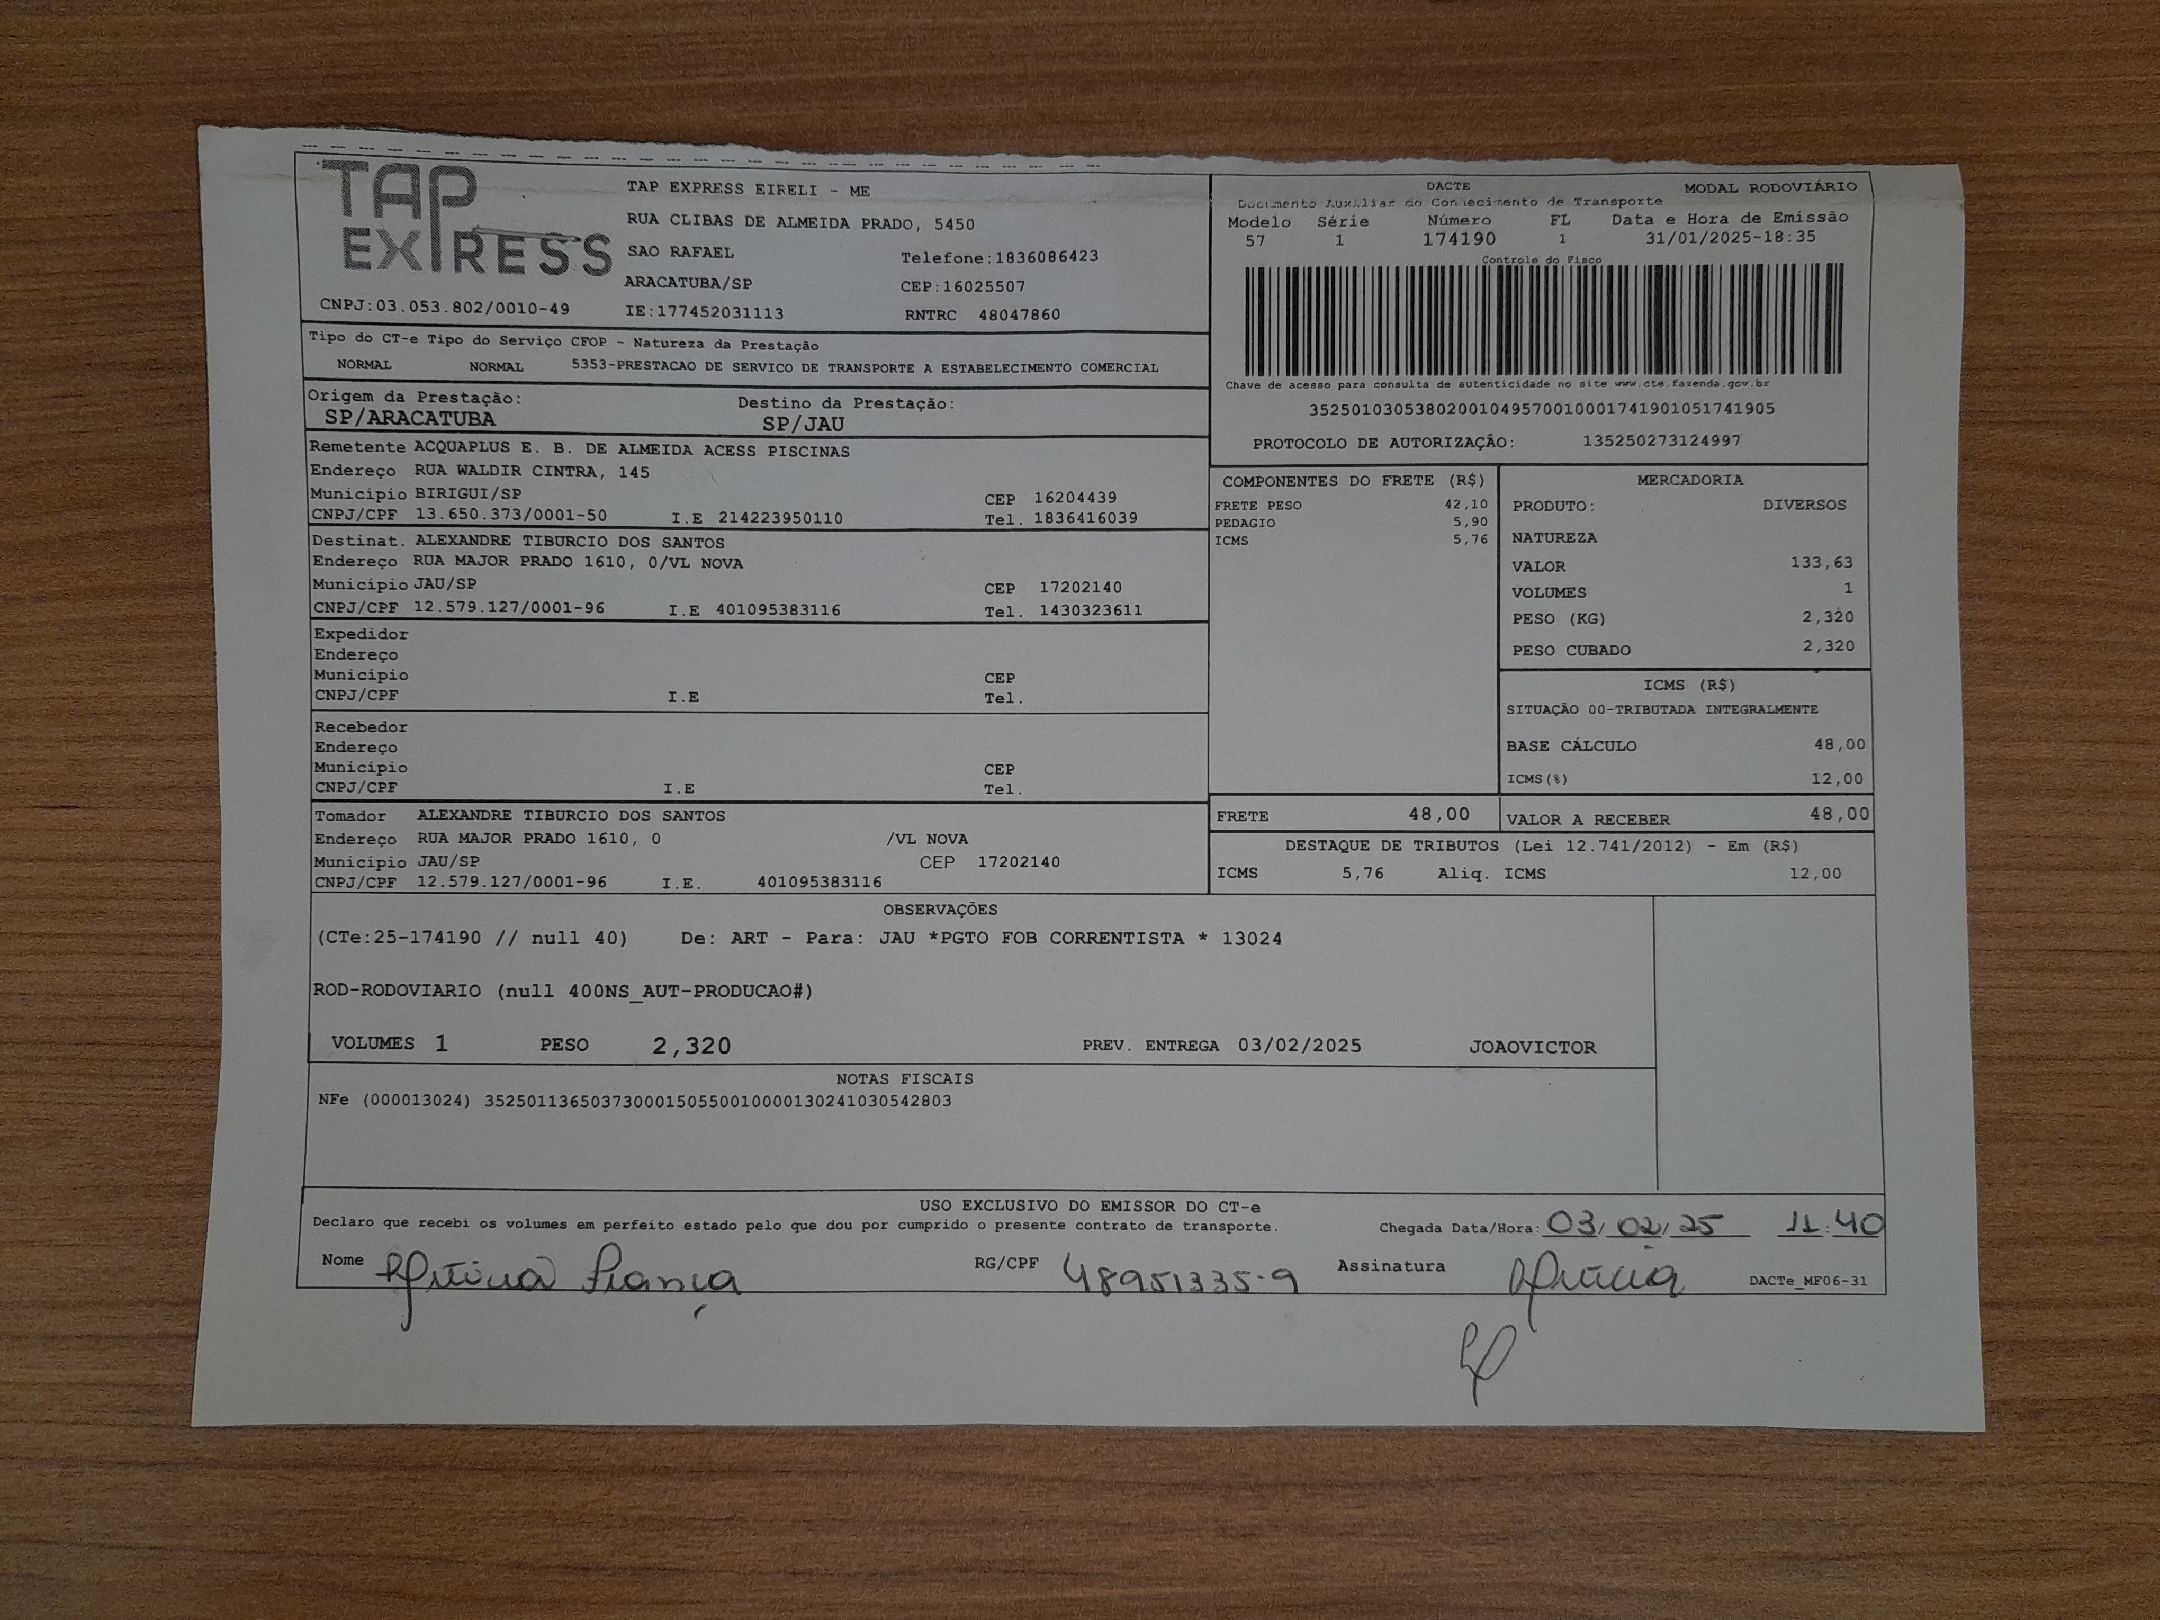 TAP EXPRESS
TAP EXPRESS EIRELI - ME
RUA CLIBAS DE ALMEIDA PRADO, 5450
SAO RAFAEL Telefone:1836086423
ARACATUBA/SP CEP:16025507
CNPJ:03.053.802/0010-49 IE:177452031113 RNTRC 48047860
DACTE MODAL RODOVIÁRIO
Documento Auxiliar do Conhecimento de Transporte
Modelo Série Número FL Data e Hora de Emissão
57 1 174190 1 31/01/2025-18:35
Controle do Fisco
Chave de acesso para consulta de autenticidade no site www.cte.fazenda.gov.br
35250103053802001049570010001741901051741905
PROTOCOLO DE AUTORIZAÇÃO: 135250273124997
Tipo do CT-e Tipo do Serviço CFOP - Natureza da Prestação
NORMAL NORMAL 5353-PRESTACAO DE SERVICO DE TRANSPORTE A ESTABELECIMENTO COMERCIAL
Origem da Prestação: Destino da Prestação:
SP/ARACATUBA SP/JAU
Remetente ACQUAPLUS E. B. DE ALMEIDA ACESS PISCINAS
Endereço RUA WALDIR CINTRA, 145
Município BIRIGUI/SP CEP 16204439
CNPJ/CPF 13.650.373/0001-50 I.E 214223950110 Tel. 1836416039
Destinat. ALEXANDRE TIBURCIO DOS SANTOS
Endereço RUA MAJOR PRADO 1610, 0/VL NOVA
Município JAU/SP CEP 17202140
CNPJ/CPF 12.579.127/0001-96 I.E 401095383116 Tel. 1430323611
Expedidor
Endereço
Município CEP
CNPJ/CPF I.E Tel.
Recebedor
Endereço
Município CEP
CNPJ/CPF I.E Tel.
Tomador ALEXANDRE TIBURCIO DOS SANTOS
Endereço RUA MAJOR PRADO 1610, 0 /VL NOVA
Município JAU/SP CEP 17202140
CNPJ/CPF 12.579.127/0001-96 I.E. 401095383116
COMPONENTES DO FRETE (R$)
FRETE PESO 42,10
PEDAGIO 5,90
ICMS 5,76
MERCADORIA
PRODUTO: DIVERSOS
NATUREZA
VALOR 133,63
VOLUMES 1
PESO (KG) 2,320
PESO CUBADO 2,320
ICMS (R$)
SITUAÇÃO 00-TRIBUTADA INTEGRALMENTE
BASE CÁLCULO 48,00
ICMS(%) 12,00
FRETE 48,00 VALOR A RECEBER 48,00
DESTAQUE DE TRIBUTOS (Lei 12.741/2012) - Em (R$)
ICMS 5,76 Aliq. ICMS 12,00
OBSERVAÇÕES
(CTe:25-174190 // null 40) De: ART - Para: JAU *PGTO FOB CORRENTISTA * 13024
ROD-RODOVIARIO (null 400NS_AUT-PRODUCAO#)
VOLUMES 1 PESO 2,320 PREV. ENTREGA 03/02/2025 JOAOVICTOR
NOTAS FISCAIS
NFe (000013024) 35250113650373000150550010000130241030542803
USO EXCLUSIVO DO EMISSOR DO CT-e
Declaro que recebi os volumes em perfeito estado pelo que dou por cumprido o presente contrato de transporte. Chegada Data/Hora: 03/02/25 11:40
Nome França RG/CPF 48951335-9 Assinatura
DACTe_MF06-31